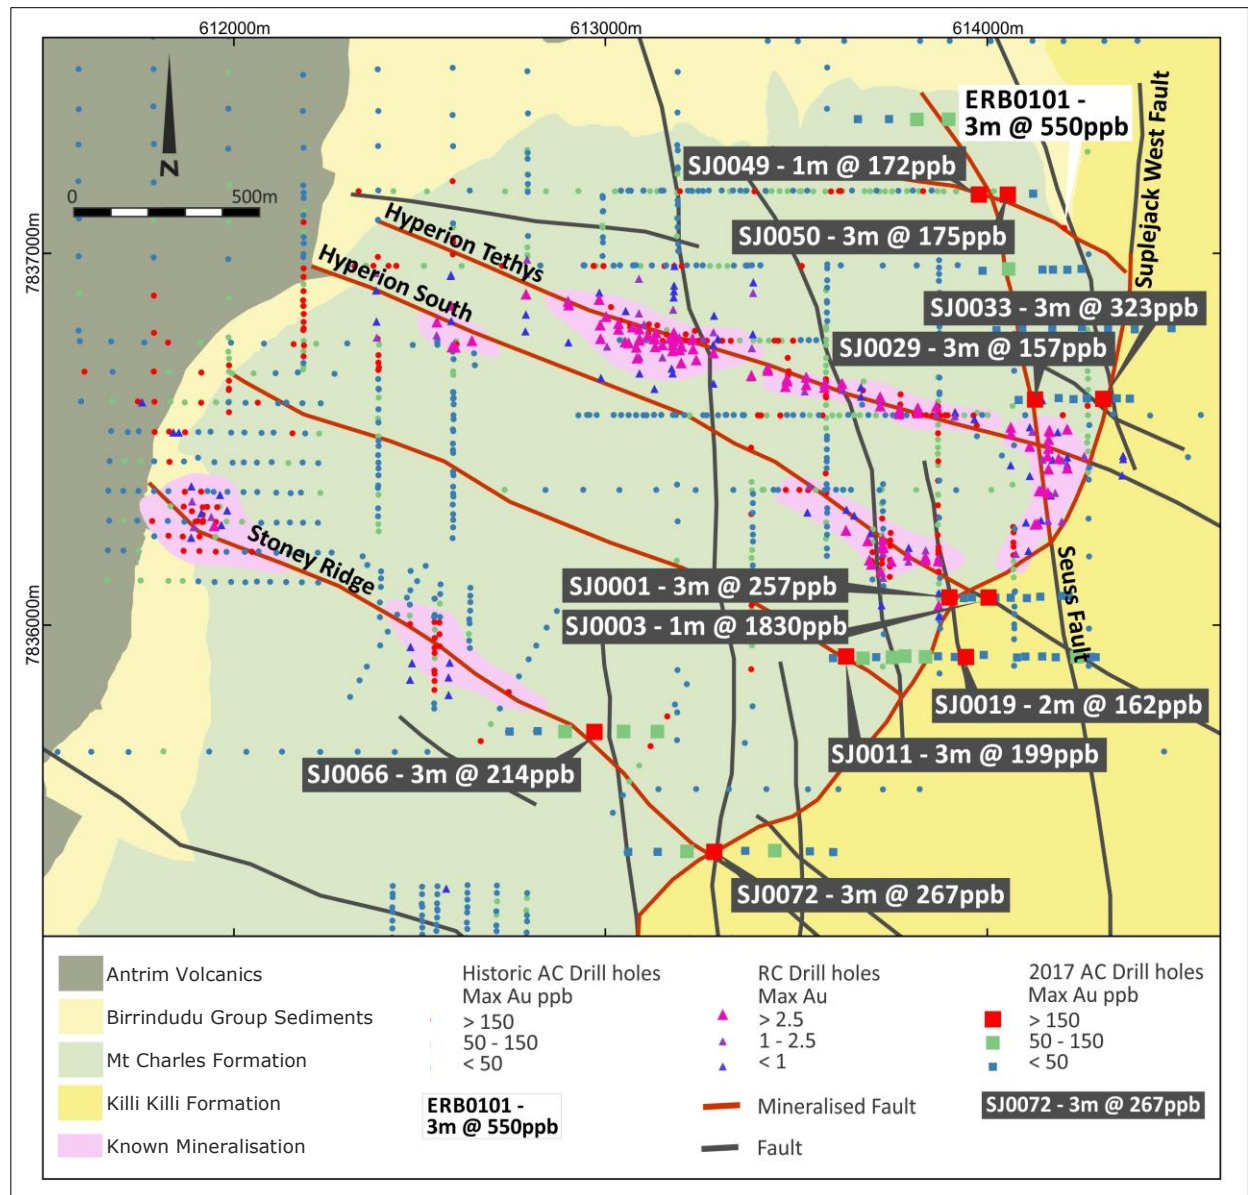 612000m
613000m
614000m
7837000m
7836000m
N
0
500m
ERB0101 -
3m @ 550ppb
SJ0049 - 1m @ 172ppb
SJ0050 - 3m @ 175ppb
Suplejack West Fault
SJ0033 - 3m @ 323ppb
SJ0029 - 3m @ 157ppb
Hyperion Tethys
Hyperion South
Stoney Ridge
Seuss Fault
SJ0001 - 3m @ 257ppb
SJ0003 - 1m @ 1830ppb
SJ0019 - 2m @ 162ppb
SJ0011 - 3m @ 199ppb
SJ0066 - 3m @ 214ppb
SJ0072 - 3m @ 267ppb
Antrim Volcanics
Birrindudu Group Sediments
Mt Charles Formation
Killi Killi Formation
Known Mineralisation
Historic AC Drill holes
Max Au ppb
> 150
50 - 150
< 50
ERB0101 -
3m @ 550ppb
RC Drill holes
Max Au
> 2.5
1 - 2.5
< 1
Mineralised Fault
Fault
2017 AC Drill holes
Max Au ppb
> 150
50 - 150
< 50
SJ0072 - 3m @ 267ppb